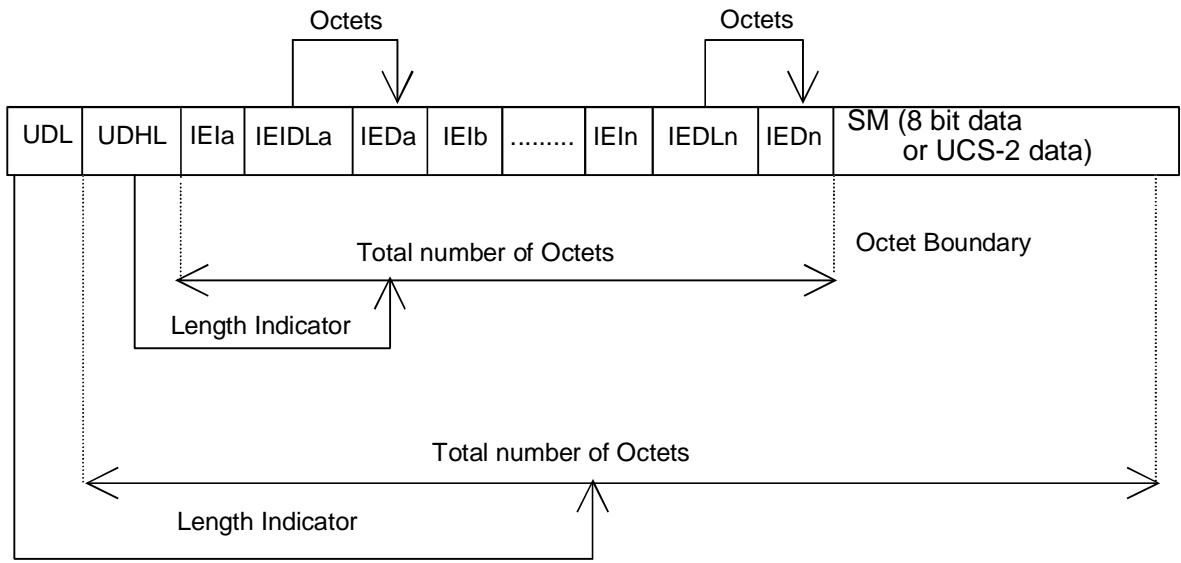 Octets Octets
UDL UDHL IEIa IEIDLa IEDa IEIb ......... IEIn IEDLn IEDn SM (8 bit data
or UCS-2 data)
Octet Boundary
Total number of Octets
Length Indicator
Total number of Octets
Length Indicator